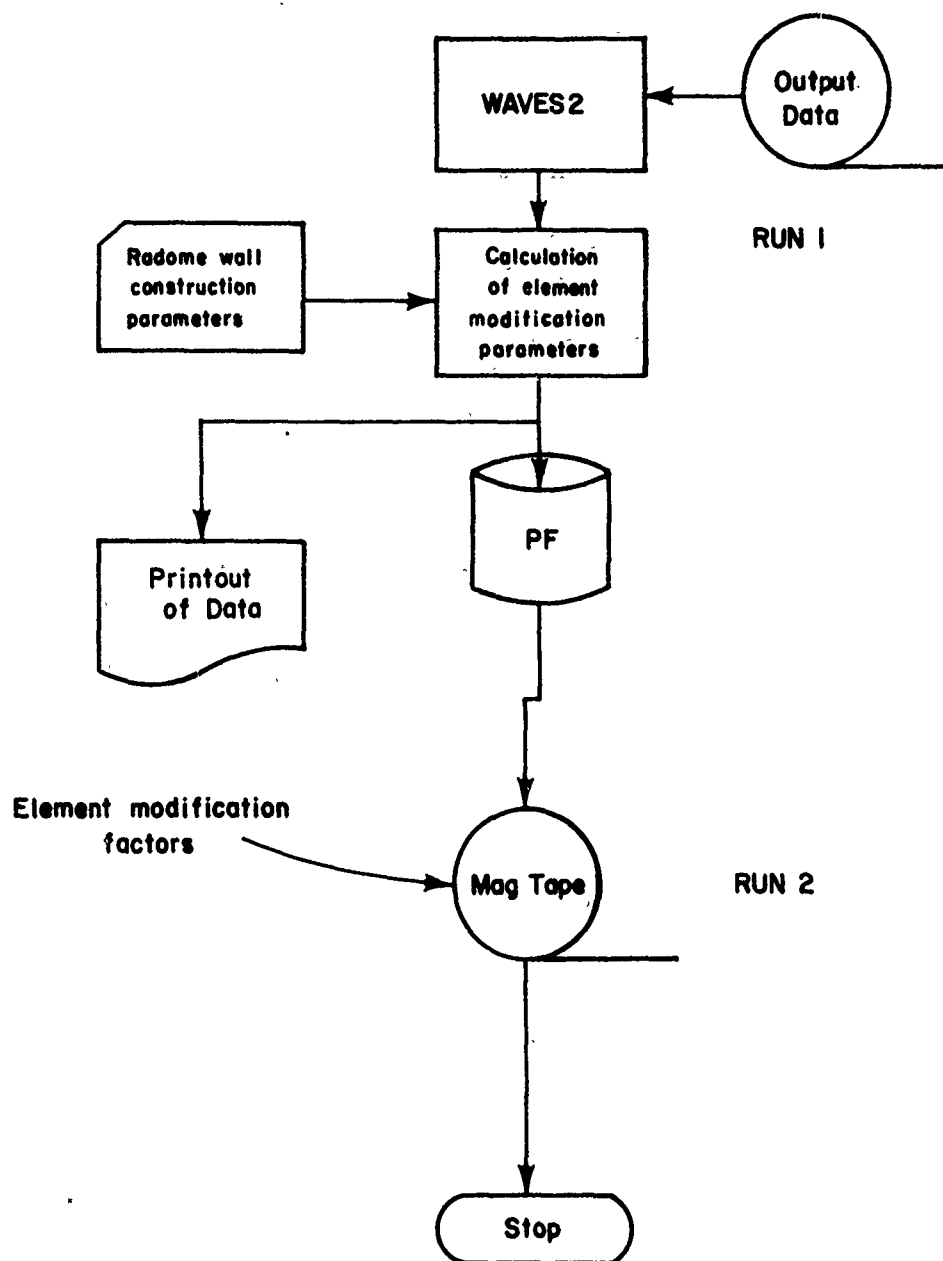 WAVES2
Output
Data
RUN 1
Radome wall
construction
parameters
Calculation
of element
modification
parameters
PF
Printout
of Data
Element modification
factors
Mag Tape
RUN 2
Stop